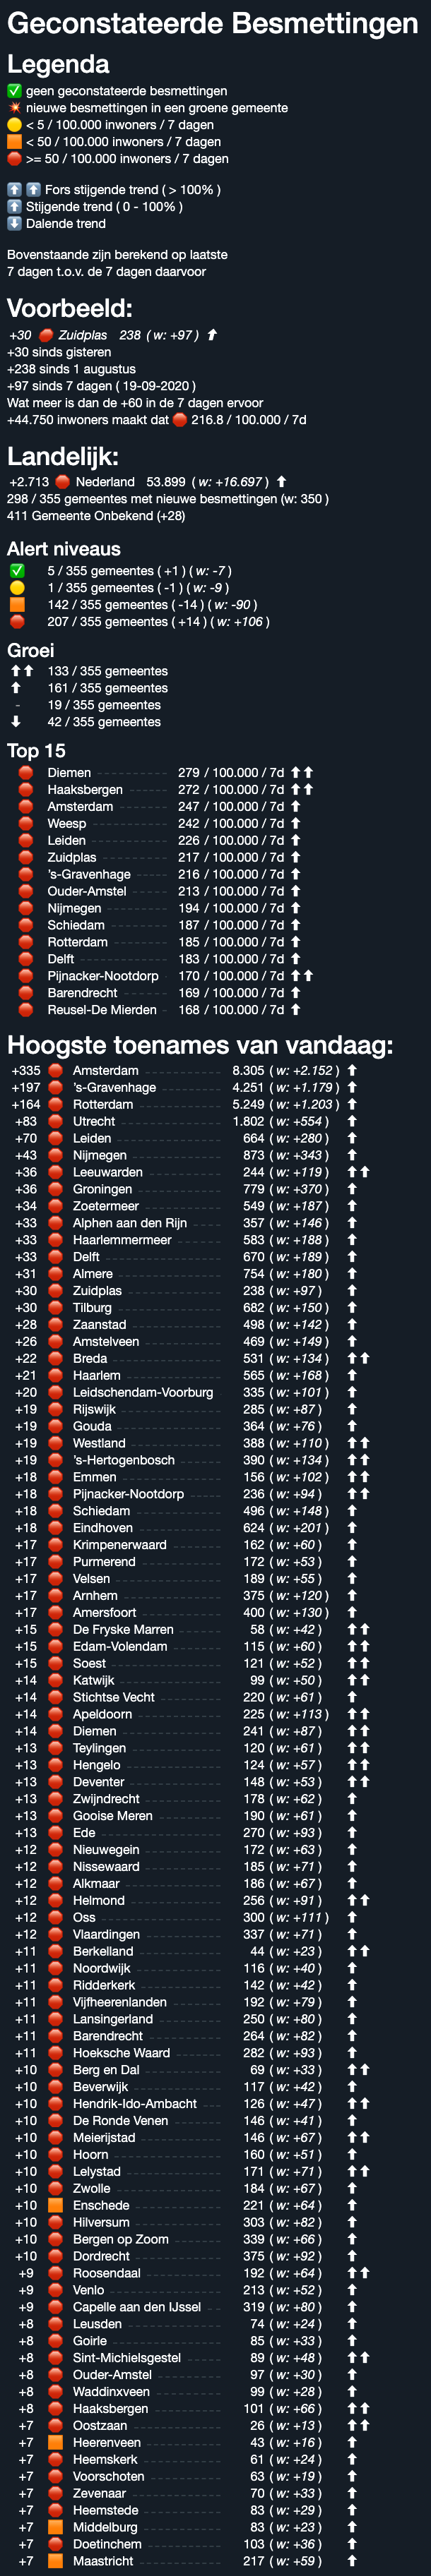 Geconstateerde Besmettingen
Legenda
✅ geen geconstateerde besmettingen
💥 nieuwe besmettingen in een groene gemeente
🟡 < 5 / 100.000 inwoners / 7 dagen
🟧 < 50 / 100.000 inwoners / 7 dagen
🛑 >= 50 / 100.000 inwoners / 7 dagen
⬆️ ⬆️ Fors stijgende trend ( > 100% )
⬆️ Stijgende trend ( 0 - 100% )
⬇️ Dalende trend
Bovenstaande zijn berekend op laatste
7 dagen t.o.v. de 7 dagen daarvoor
Voorbeeld:
+30 🛑 Zuidplas 238 ( w: +97 ) ⬆
+30 sinds gisteren
+238 sinds 1 augustus
+97 sinds 7 dagen ( 19-09-2020 )
Wat meer is dan de +60 in de 7 dagen ervoor
+44.750 inwoners maakt dat 🛑 216.8 / 100.000 / 7d
Landelijk:
+2.713 🛑 Nederland 53.899 ( w: +16.697 ) ⬆
298 / 355 gemeentes met nieuwe besmettingen (w: 350 )
411 Gemeente Onbekend (+28)
Alert niveaus
✅ 5 / 355 gemeentes ( +1 ) ( w: -7 )
🟡 1 / 355 gemeentes ( -1 ) ( w: -9 )
🟧 142 / 355 gemeentes ( -14 ) ( w: -90 )
🛑 207 / 355 gemeentes ( +14 ) ( w: +106 )
Groei
⬆⬆ 133 / 355 gemeentes
⬆ 161 / 355 gemeentes
- 19 / 355 gemeentes
⬇ 42 / 355 gemeentes
Top 15
🛑 Diemen 279 / 100.000 / 7d ⬆⬆
🛑 Haaksbergen 272 / 100.000 / 7d ⬆⬆
🛑 Amsterdam 247 / 100.000 / 7d ⬆
🛑 Weesp 242 / 100.000 / 7d ⬆
🛑 Leiden 226 / 100.000 / 7d ⬆
🛑 Zuidplas 217 / 100.000 / 7d ⬆
🛑 's-Gravenhage 216 / 100.000 / 7d ⬆
🛑 Ouder-Amstel 213 / 100.000 / 7d ⬆
🛑 Nijmegen 194 / 100.000 / 7d ⬆
🛑 Schiedam 187 / 100.000 / 7d ⬆
🛑 Rotterdam 185 / 100.000 / 7d ⬆
🛑 Delft 183 / 100.000 / 7d ⬆
🛑 Pijnacker-Nootdorp 170 / 100.000 / 7d ⬆⬆
🛑 Barendrecht 169 / 100.000 / 7d ⬆
🛑 Reusel-De Mierden 168 / 100.000 / 7d ⬆
Hoogste toenames van vandaag:
+335 🛑 Amsterdam 8.305 ( w: +2.152 ) ⬆
+197 🛑 's-Gravenhage 4.251 ( w: +1.179 ) ⬆
+164 🛑 Rotterdam 5.249 ( w: +1.203 ) ⬆
+83 🛑 Utrecht 1.802 ( w: +554 ) ⬆
+70 🛑 Leiden 664 ( w: +280 ) ⬆
+43 🛑 Nijmegen 873 ( w: +343 ) ⬆
+36 🛑 Leeuwarden 244 ( w: +119 ) ⬆⬆
+36 🛑 Groningen 779 ( w: +370 ) ⬆
+34 🛑 Zoetermeer 549 ( w: +187 ) ⬆
+33 🛑 Alphen aan den Rijn 357 ( w: +146 ) ⬆
+33 🛑 Haarlemmermeer 583 ( w: +188 ) ⬆
+33 🛑 Delft 670 ( w: +189 ) ⬆
+31 🛑 Almere 754 ( w: +180 ) ⬆
+30 🛑 Zuidplas 238 ( w: +97 ) ⬆
+30 🛑 Tilburg 682 ( w: +150 ) ⬆
+28 🛑 Zaanstad 498 ( w: +142 ) ⬆
+26 🛑 Amstelveen 469 ( w: +149 ) ⬆
+22 🛑 Breda 531 ( w: +134 ) ⬆⬆
+21 🛑 Haarlem 565 ( w: +168 ) ⬆
+20 🛑 Leidschendam-Voorburg 335 ( w: +101 ) ⬆
+19 🛑 Rijswijk 285 ( w: +87 ) ⬆
+19 🛑 Gouda 364 ( w: +76 ) ⬆
+19 🛑 Westland 388 ( w: +110 ) ⬆⬆
+19 🛑 's-Hertogenbosch 390 ( w: +134 ) ⬆⬆
+18 🛑 Emmen 156 ( w: +102 ) ⬆⬆
+18 🛑 Pijnacker-Nootdorp 236 ( w: +94 ) ⬆⬆
+18 🛑 Schiedam 496 ( w: +148 ) ⬆
+18 🛑 Eindhoven 624 ( w: +201 ) ⬆
+17 🛑 Krimpenerwaard 162 ( w: +60 ) ⬆
+17 🛑 Purmerend 172 ( w: +53 ) ⬆
+17 🛑 Velsen 189 ( w: +55 ) ⬆
+17 🛑 Arnhem 375 ( w: +120 ) ⬆
+17 🛑 Amersfoort 400 ( w: +130 ) ⬆
+15 🛑 De Fryske Marren 58 ( w: +42 ) ⬆⬆
+15 🛑 Edam-Volendam 115 ( w: +60 ) ⬆⬆
+15 🛑 Soest 121 ( w: +52 ) ⬆⬆
+14 🛑 Katwijk 99 ( w: +50 ) ⬆⬆
+14 🛑 Stichtse Vecht 220 ( w: +61 ) ⬆
+14 🛑 Apeldoorn 225 ( w: +113 ) ⬆⬆
+14 🛑 Diemen 241 ( w: +87 ) ⬆⬆
+13 🛑 Teylingen 120 ( w: +61 ) ⬆⬆
+13 🛑 Hengelo 124 ( w: +57 ) ⬆⬆
+13 🛑 Deventer 148 ( w: +53 ) ⬆⬆
+13 🛑 Zwijndrecht 178 ( w: +62 ) ⬆
+13 🛑 Gooise Meren 190 ( w: +61 ) ⬆
+13 🛑 Ede 270 ( w: +93 ) ⬆
+12 🛑 Nieuwegein 172 ( w: +63 ) ⬆
+12 🛑 Nissewaard 185 ( w: +71 ) ⬆
+12 🛑 Alkmaar 186 ( w: +67 ) ⬆
+12 🛑 Helmond 256 ( w: +91 ) ⬆⬆
+12 🛑 Oss 300 ( w: +111 ) ⬆
+12 🛑 Vlaardingen 337 ( w: +71 ) ⬆
+11 🛑 Berkelland 44 ( w: +23 ) ⬆⬆
+11 🛑 Noordwijk 116 ( w: +40 ) ⬆
+11 🛑 Ridderkerk 142 ( w: +42 ) ⬆
+11 🛑 Vijfheerenlanden 192 ( w: +79 ) ⬆
+11 🛑 Lansingerland 250 ( w: +80 ) ⬆
+11 🛑 Barendrecht 264 ( w: +82 ) ⬆
+11 🛑 Hoeksche Waard 282 ( w: +93 ) ⬆
+10 🛑 Berg en Dal 69 ( w: +33 ) ⬆⬆
+10 🛑 Beverwijk 117 ( w: +42 ) ⬆
+10 🛑 Hendrik-Ido-Ambacht 126 ( w: +47 ) ⬆⬆
+10 🛑 De Ronde Venen 146 ( w: +41 ) ⬆
+10 🛑 Meierijstad 146 ( w: +67 ) ⬆⬆
+10 🛑 Hoorn 160 ( w: +51 ) ⬆
+10 🛑 Lelystad 171 ( w: +71 ) ⬆⬆
+10 🛑 Zwolle 184 ( w: +67 ) ⬆
+10 🟧 Enschede 221 ( w: +64 ) ⬆
+10 🛑 Hilversum 303 ( w: +82 ) ⬆
+10 🛑 Bergen op Zoom 339 ( w: +66 ) ⬆
+10 🛑 Dordrecht 375 ( w: +92 ) ⬆
+9 🛑 Roosendaal 192 ( w: +64 ) ⬆⬆
+9 🛑 Venlo 213 ( w: +52 ) ⬆
+9 🛑 Capelle aan den IJssel 319 ( w: +80 ) ⬆
+8 🛑 Leusden 74 ( w: +24 ) ⬆
+8 🛑 Goirle 85 ( w: +33 ) ⬆
+8 🛑 Sint-Michielsgestel 89 ( w: +48 ) ⬆⬆
+8 🛑 Ouder-Amstel 97 ( w: +30 ) ⬆
+8 🛑 Waddinxveen 99 ( w: +28 ) ⬆
+8 🛑 Haaksbergen 101 ( w: +66 ) ⬆⬆
+7 🛑 Oostzaan 26 ( w: +13 ) ⬆⬆
+7 🟧 Heerenveen 43 ( w: +16 ) ⬆
+7 🛑 Heemskerk 61 ( w: +24 ) ⬆
+7 🛑 Voorschoten 63 ( w: +19 ) ⬆
+7 🛑 Zevenaar 70 ( w: +33 ) ⬆
+7 🛑 Heemstede 83 ( w: +29 ) ⬆
+7 🟧 Middelburg 83 ( w: +23 ) ⬆
+7 🛑 Doetinchem 103 ( w: +36 ) ⬆
+7 🟧 Maastricht 217 ( w: +59 ) ⬆